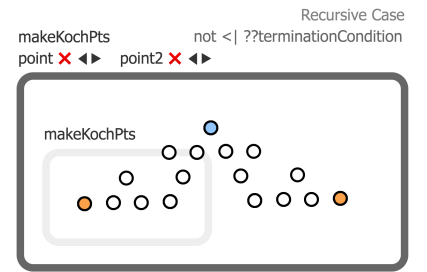 Recursive Case
makeKochPts not <| ??terminationCondition
point ✕ ◀▶ point2 ✕ ◀▶
makeKochPts